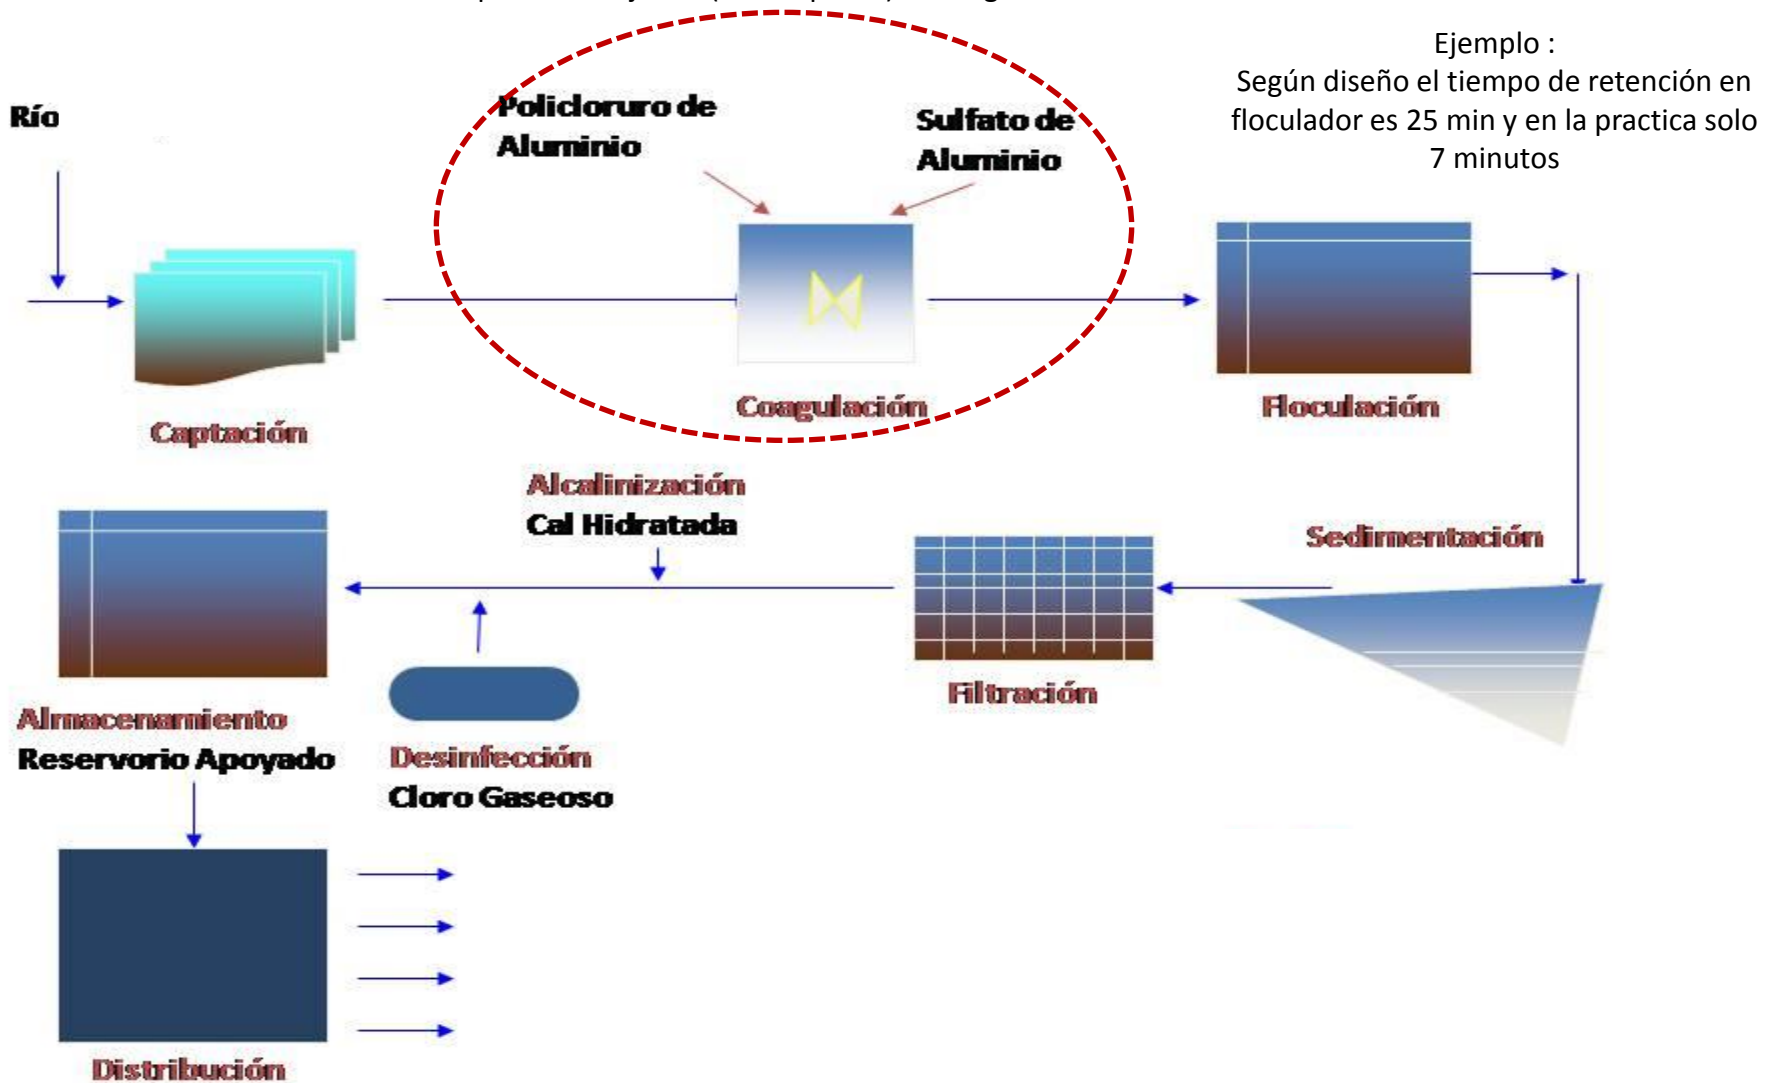 Ejemplo :
Según diseño el tiempo de retención en
floculador es 25 min y en la practica solo
7 minutos
Río
Policloruro de
Aluminio
Sulfato de
Aluminio
Captación
Coagulación
Floculación
Alcalinización
Cal Hidratada
Sedimentación
Filtración
Almacenamiento
Reservorio Apoyado
Desinfección
Cloro Gaseoso
Distribución